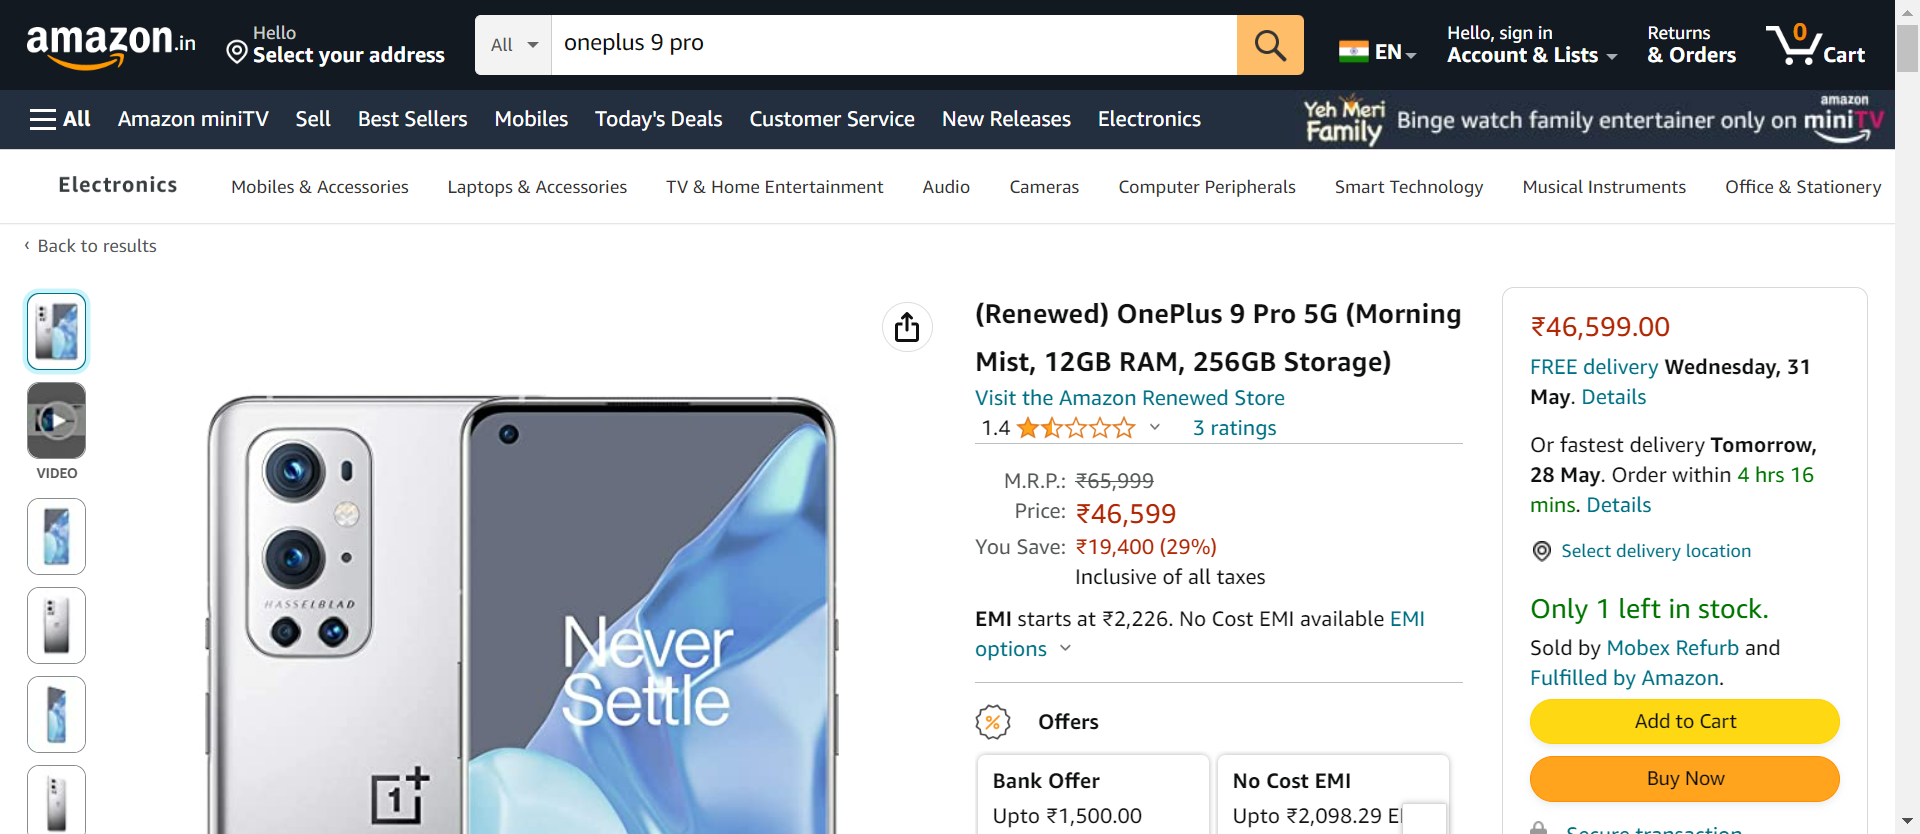 amazon.in
Hello
Select your address
All
oneplus 9 pro
EN
Hello, sign in
Account & Lists
Returns
& Orders
0
Cart
All
Amazon miniTV
Sell
Best Sellers
Mobiles
Today's Deals
Customer Service
New Releases
Electronics
Yeh Meri
Family
Binge watch family entertainer only on
amazon
miniTV
Electronics
Mobiles & Accessories
Laptops & Accessories
TV & Home Entertainment
Audio
Cameras
Computer Peripherals
Smart Technology
Musical Instruments
Office & Stationery
‹ Back to results
VIDEO
HASSELBLAD
1+
Never
Settle
(Renewed) OnePlus 9 Pro 5G (Morning
Mist, 12GB RAM, 256GB Storage)
Visit the Amazon Renewed Store
1.4
3 ratings
M.R.P.: ₹65,999
Price: ₹46,599
You Save: ₹19,400 (29%)
Inclusive of all taxes
EMI starts at ₹2,226. No Cost EMI available EMI
options
%
Offers
Bank Offer
Upto ₹1,500.00
No Cost EMI
Upto ₹2,098.29
₹46,599.00
FREE delivery Wednesday, 31
May. Details
Or fastest delivery Tomorrow,
28 May. Order within 4 hrs 16
mins. Details
Select delivery location
Only 1 left in stock.
Sold by Mobex Refurb and
Fulfilled by Amazon.
Add to Cart
Buy Now
Secure transaction